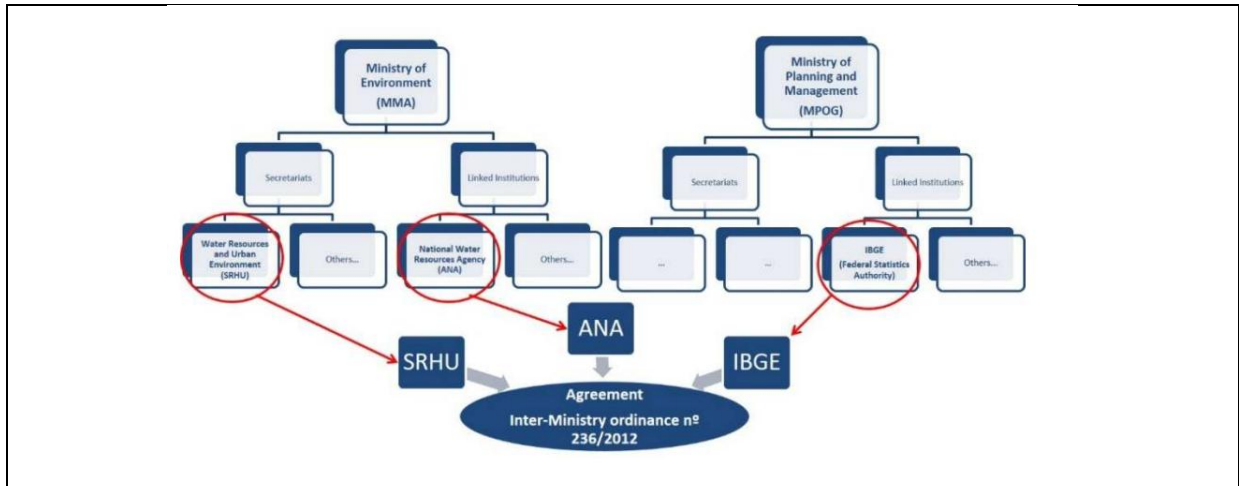 Ministry of
Environment
(MMA)
Ministry of
Planning and
Management
(MPOG)
Secretariats
Linked Institutions
Secretariats
Linked Institutions
Water Resources
and Urban
Environment
(SRHU)
Others...
National Water
Resources Agency
(ANA)
Others...
...
...
IBGE
(Federal Statistics
Authority)
Others...
ANA
SRHU
IBGE
Agreement
Inter-Ministry ordinance nº
236/2012